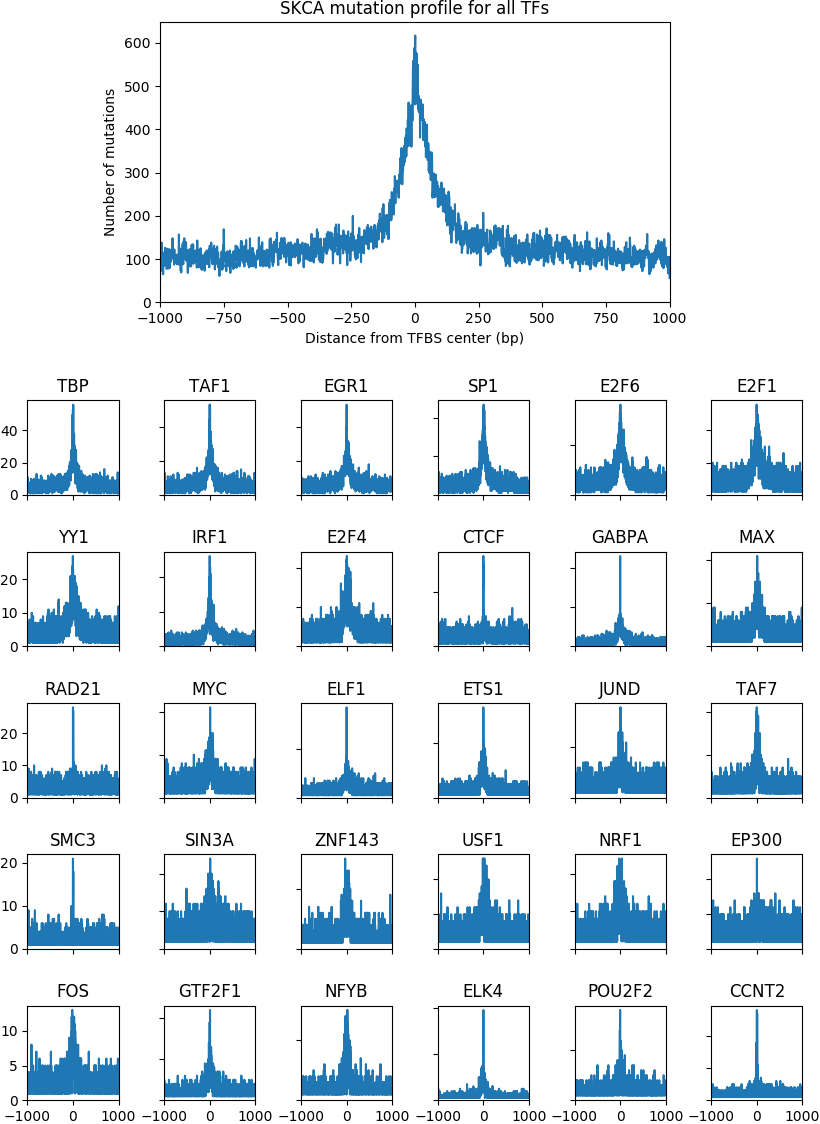 SKCA mutation profile for all TFs
600
500
400
300
200
100
0
Number of mutations
−1000 −750 −500 −250 0 250 500 750 1000
Distance from TFBS center (bp)
TBP TAF1 EGR1 SP1 E2F6 E2F1
40
20
0
YY1 IRF1 E2F4 CTCF GABPA MAX
20
10
0
RAD21 MYC ELF1 ETS1 JUND TAF7
20
10
0
SMC3 SIN3A ZNF143 USF1 NRF1 EP300
20
10
0
FOS GTF2F1 NFYB ELK4 POU2F2 CCNT2
10
5
0
−1000 0 1000 −1000 0 1000 −1000 0 1000 −1000 0 1000 −1000 0 1000 −1000 0 1000